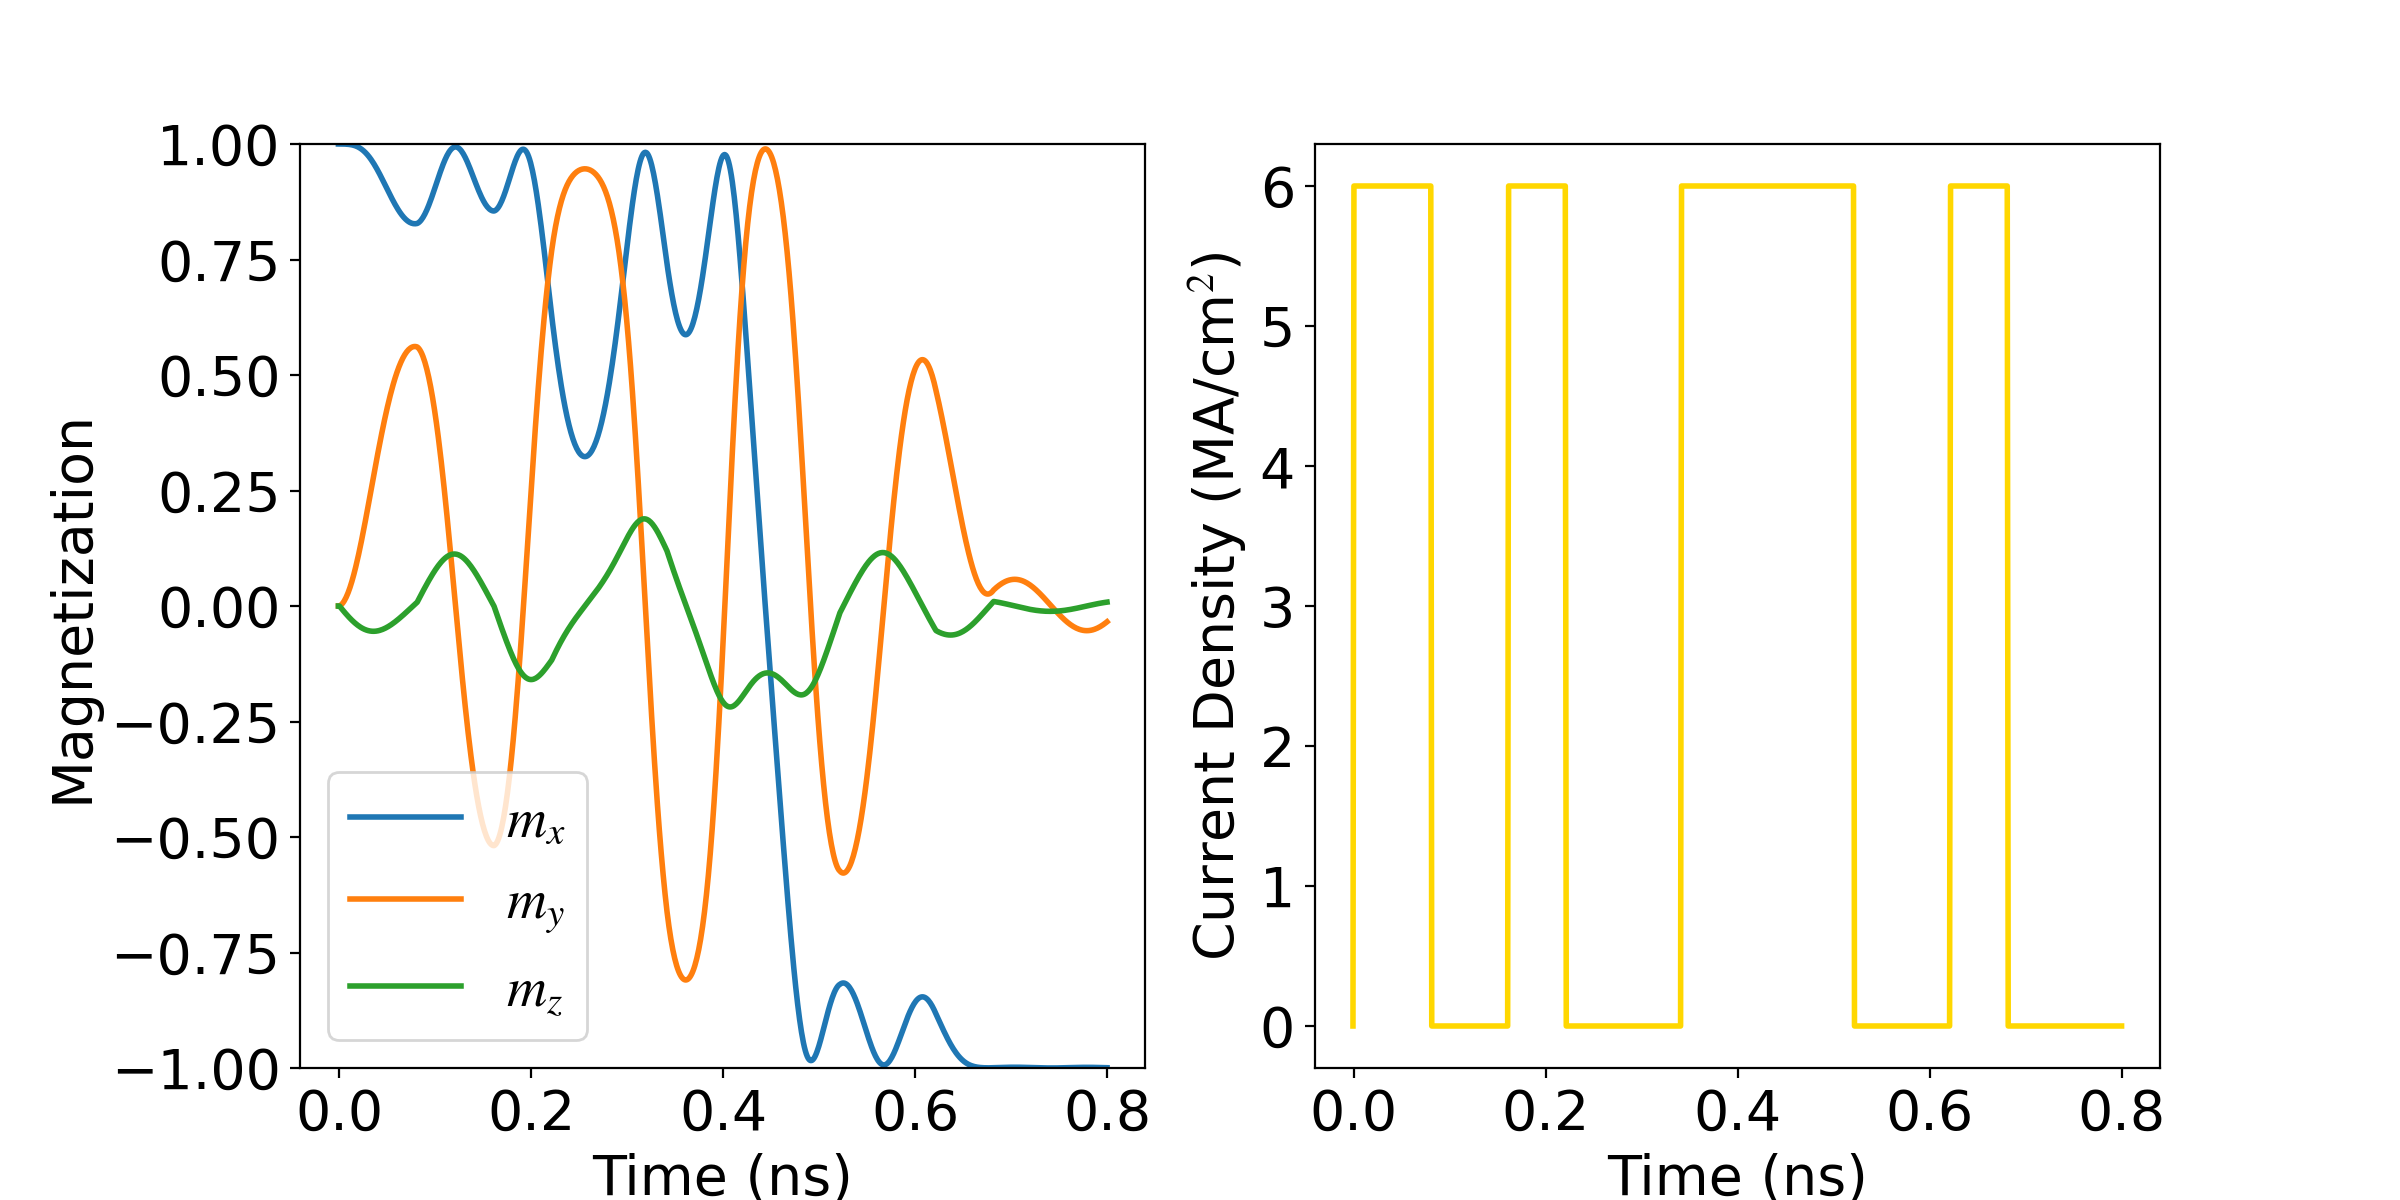 Magnetization
1.00
0.75
0.50
0.25
0.00
−0.25
−0.50
−0.75
−1.00
m_x
m_y
m_z
0.0 0.2 0.4 0.6 0.8
Time (ns)
Current Density (MA/cm²)
6
5
4
3
2
1
0
0.0 0.2 0.4 0.6 0.8
Time (ns)